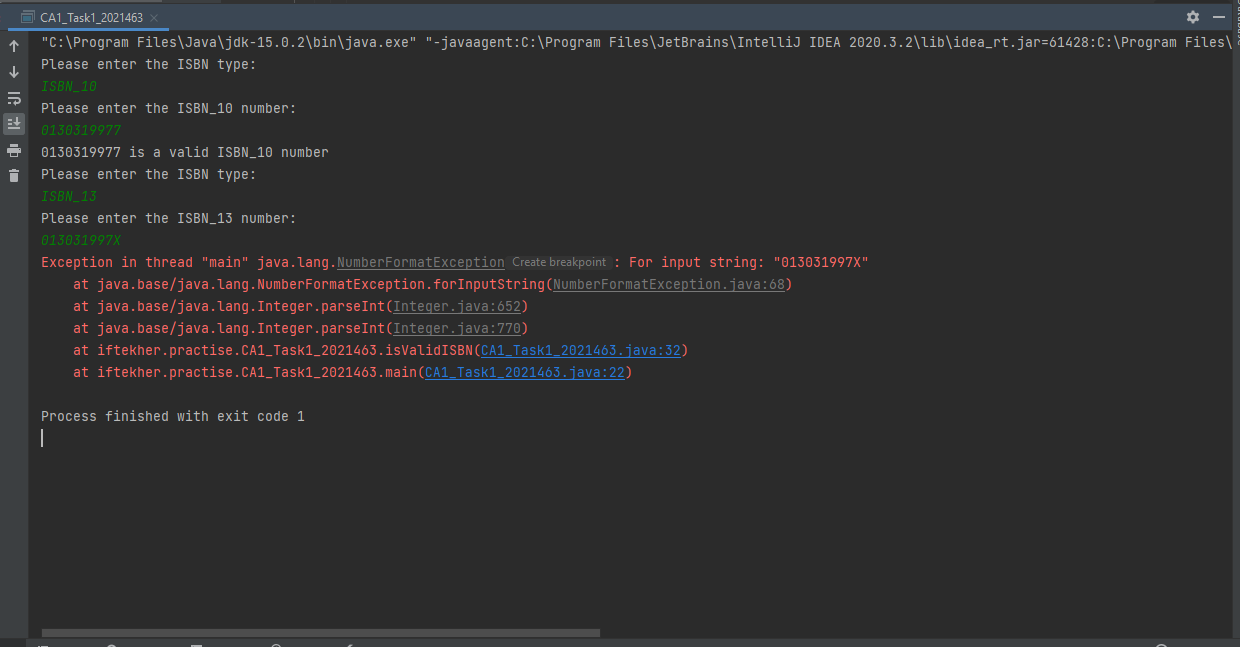 CA1_Task1_2021463
"C:\Program Files\Java\jdk-15.0.2\bin\java.exe" "-javaagent:C:\Program Files\JetBrains\IntelliJ IDEA 2020.3.2\lib\idea_rt.jar=61428:C:\Program Files\
Please enter the ISBN type:
ISBN_10
Please enter the ISBN_10 number:
0130319977
0130319977 is a valid ISBN_10 number
Please enter the ISBN type:
ISBN_13
Please enter the ISBN_13 number:
013031997X
Exception in thread "main" java.lang.NumberFormatException Create breakpoint : For input string: "013031997X"
at java.base/java.lang.NumberFormatException.forInputString(NumberFormatException.java:68)
at java.base/java.lang.Integer.parseInt(Integer.java:652)
at java.base/java.lang.Integer.parseInt(Integer.java:770)
at iftekher.practise.CA1_Task1_2021463.isValidISBN(CA1_Task1_2021463.java:32)
at iftekher.practise.CA1_Task1_2021463.main(CA1_Task1_2021463.java:22)
Process finished with exit code 1